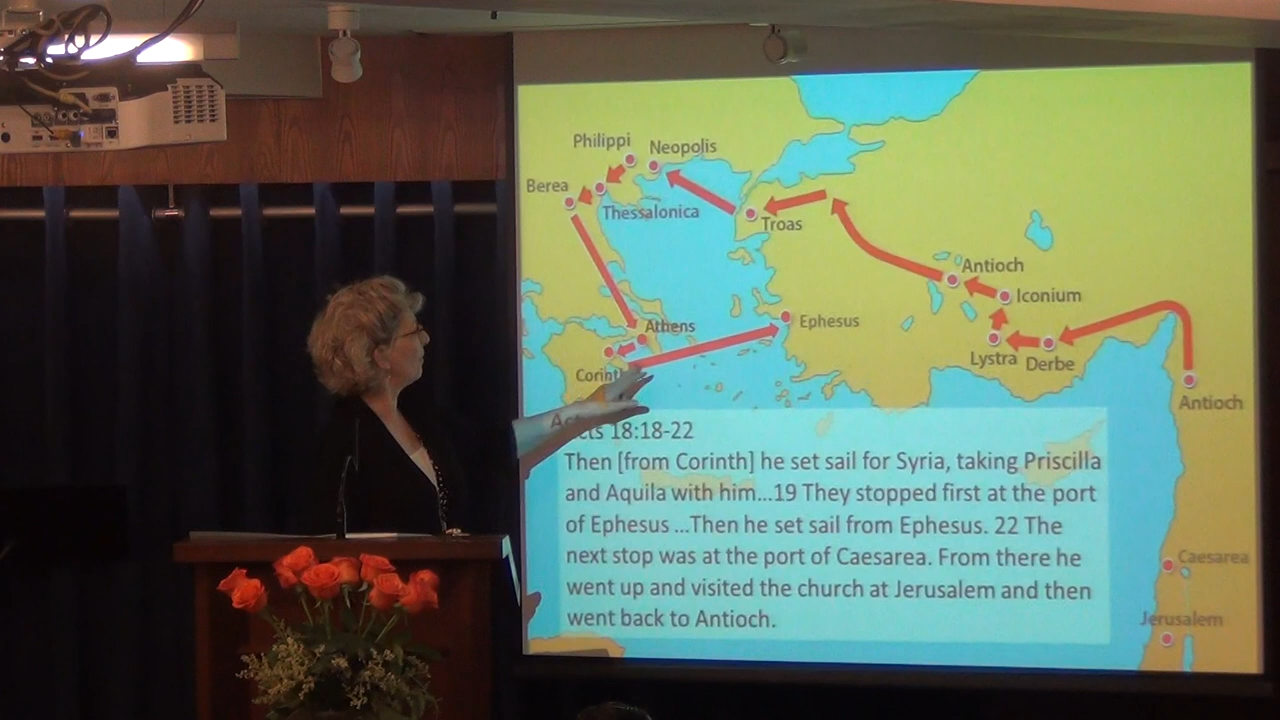 Philippi
Neopolis
Berea
Thessalonica
Troas
Antioch
Iconium
Ephesus
Athens
Lystra
Derbe
Corinth
Antioch
Acts 18:18-22
Then [from Corinth] he set sail for Syria, taking Priscilla
and Aquila with him...19 They stopped first at the port
of Ephesus ...Then he set sail from Ephesus. 22 The
next stop was at the port of Caesarea. From there he
went up and visited the church at Jerusalem and then
went back to Antioch.
Caesarea
Jerusalem